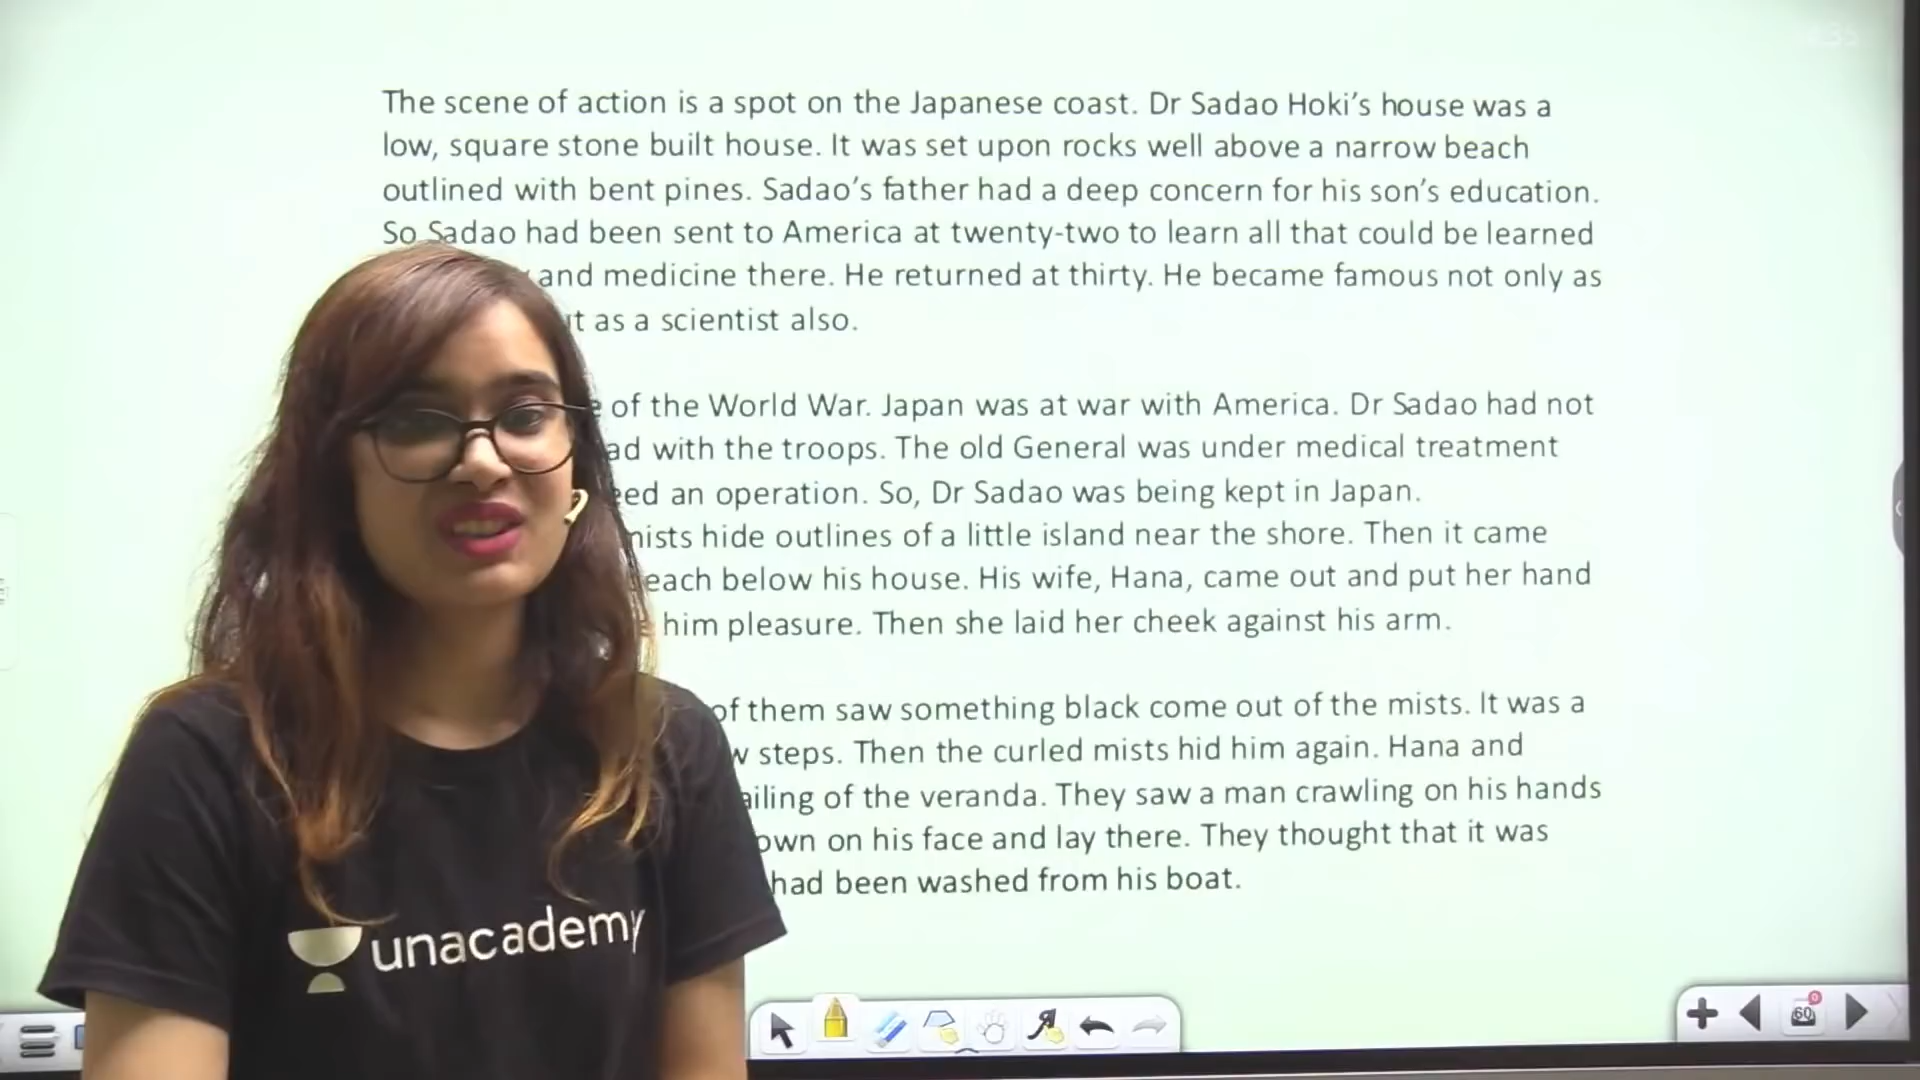 The scene of action is a spot on the Japanese coast. Dr Sadao Hoki's house was a
low, square stone built house. It was set upon rocks well above a narrow beach
outlined with bent pines. Sadao's father had a deep concern for his son's education.
So Sadao had been sent to America at twenty-two to learn all that could be learned
and medicine there. He returned at thirty. He became famous not only as
as a scientist also.
of the World War. Japan was at war with America. Dr Sadao had not
with the troops. The old General was under medical treatment
an operation. So, Dr Sadao was being kept in Japan.
hide outlines of a little island near the shore. Then it came
below his house. His wife, Hana, came out and put her hand
him pleasure. Then she laid her cheek against his arm.
of them saw something black come out of the mists. It was a
steps. Then the curled mists hid him again. Hana and
of the veranda. They saw a man crawling on his hands
on his face and lay there. They thought that it was
had been washed from his boat.
unacademy
60